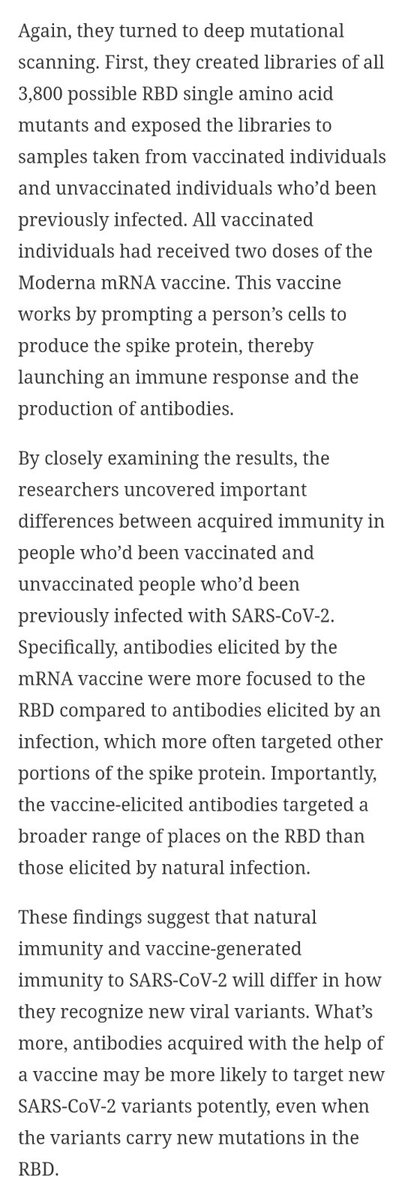 Again, they turned to deep mutational
scanning. First, they created libraries of all
3,800 possible RBD single amino acid
mutants and exposed the libraries to
samples taken from vaccinated individuals
and unvaccinated individuals who’d been
previously infected. All vaccinated
individuals had received two doses of the
Moderna mRNA vaccine. This vaccine
works by prompting a person’s cells to
produce the spike protein, thereby
launching an immune response and the
production of antibodies.
By closely examining the results, the
researchers uncovered important
differences between acquired immunity in
people who’d been vaccinated and
unvaccinated people who’d been
previously infected with SARS-CoV-2.
Specifically, antibodies elicited by the
mRNA vaccine were more focused to the
RBD compared to antibodies elicited by an
infection, which more often targeted other
portions of the spike protein. Importantly,
the vaccine-elicited antibodies targeted a
broader range of places on the RBD than
those elicited by natural infection.
These findings suggest that natural
immunity and vaccine-generated
immunity to SARS-CoV-2 will differ in how
they recognize new viral variants. What’s
more, antibodies acquired with the help of
a vaccine may be more likely to target new
SARS-CoV-2 variants potently, even when
the variants carry new mutations in the
RBD.